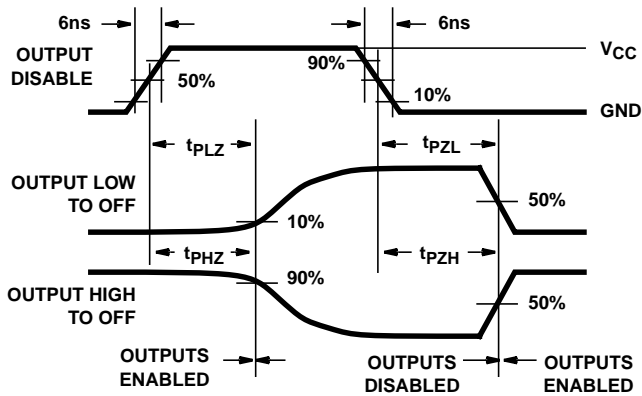 6ns
6ns
OUTPUT
DISABLE
50%
90%
10%
VCC
GND
tPLZ
tPZL
OUTPUT LOW
TO OFF
10%
50%
tPHZ
tPZH
OUTPUT HIGH
TO OFF
90%
50%
OUTPUTS
ENABLED
OUTPUTS
DISABLED
OUTPUTS
ENABLED